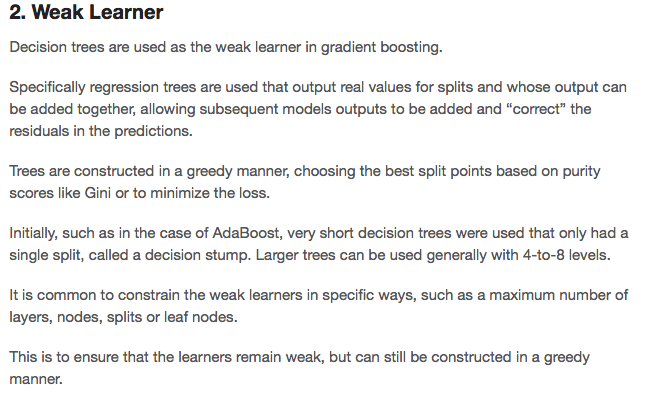 2. Weak Learner
Decision trees are used as the weak learner in gradient boosting.
Specifically regression trees are used that output real values for splits and whose output can
be added together, allowing subsequent models outputs to be added and “correct” the
residuals in the predictions.
Trees are constructed in a greedy manner, choosing the best split points based on purity
scores like Gini or to minimize the loss.
Initially, such as in the case of AdaBoost, very short decision trees were used that only had a
single split, called a decision stump. Larger trees can be used generally with 4-to-8 levels.
It is common to constrain the weak learners in specific ways, such as a maximum number of
layers, nodes, splits or leaf nodes.
This is to ensure that the learners remain weak, but can still be constructed in a greedy
manner.